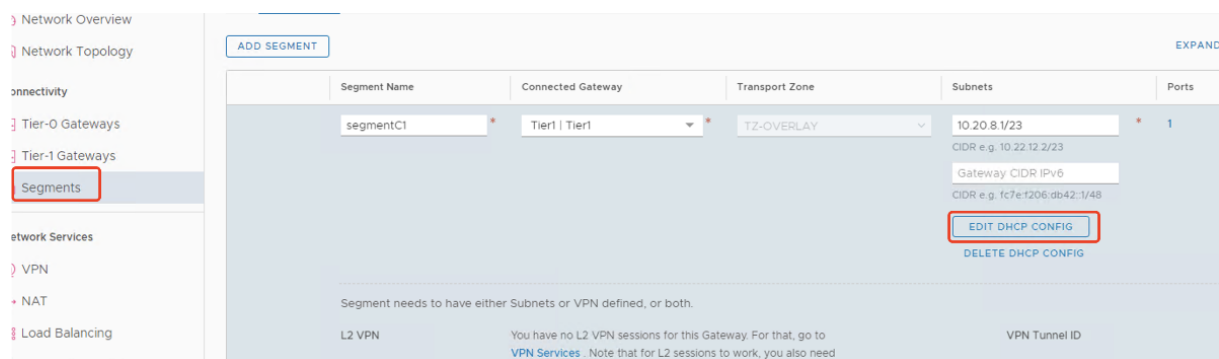 Network Overview
Network Topology
onnectivity
Tier-0 Gateways
Tier-1 Gateways
Segments
etwork Services
VPN
NAT
Load Balancing
ADD SEGMENT
EXPAND
Segment Name
Connected Gateway
Transport Zone
Subnets
Ports
segmentC1
*
Tier1 | Tier1
*
TZ-OVERLAY
10.20.8.1/23
*
1
CIDR e.g. 10.22.12.2/23
Gateway CIDR IPv6
CIDR e.g. fc7e:f206:db42::1/48
EDIT DHCP CONFIG
DELETE DHCP CONFIG
Segment needs to have either Subnets or VPN defined, or both.
L2 VPN
You have no L2 VPN sessions for this Gateway. For that, go to
VPN Services . Note that for L2 sessions to work, you also need
VPN Tunnel ID